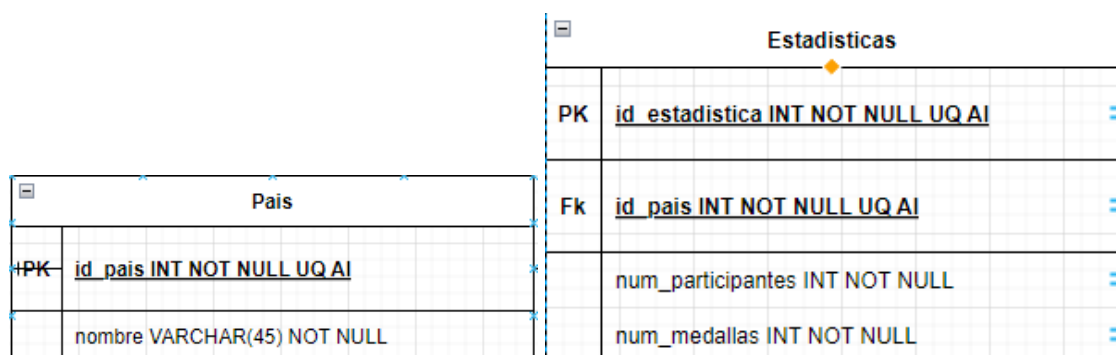 Pais
PK
id_pais INT NOT NULL UQ AI
nombre VARCHAR(45) NOT NULL
Estadisticas
PK
id_estadistica INT NOT NULL UQ AI
Fk
id_pais INT NOT NULL UQ AI
num_participantes INT NOT NULL
num_medallas INT NOT NULL